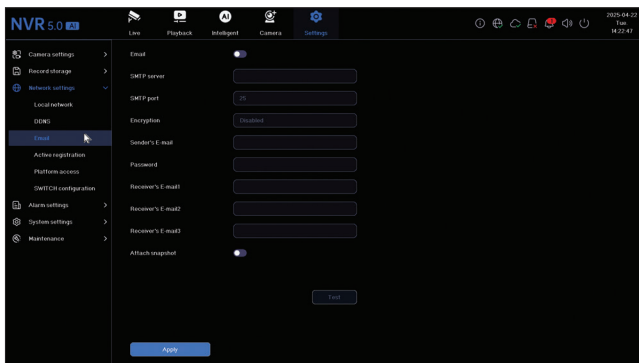 NVR 5.0 AI
Live
Playback
AI
Intelligent
Camera
Settings
2025-04-22
Tue.
14:22:47
Camera settings
Record storage
Network settings
Local network
DDNS
Email
Active registration
Platform access
SWITCH configuration
Alarm settings
System settings
Maintenance
Email
SMTP server
SMTP port
25
Encryption
Disabled
Sender's E-mail
Password
Receiver's E-mail1
Receiver's E-mail2
Receiver's E-mail3
Attach snapshot
Test
Apply